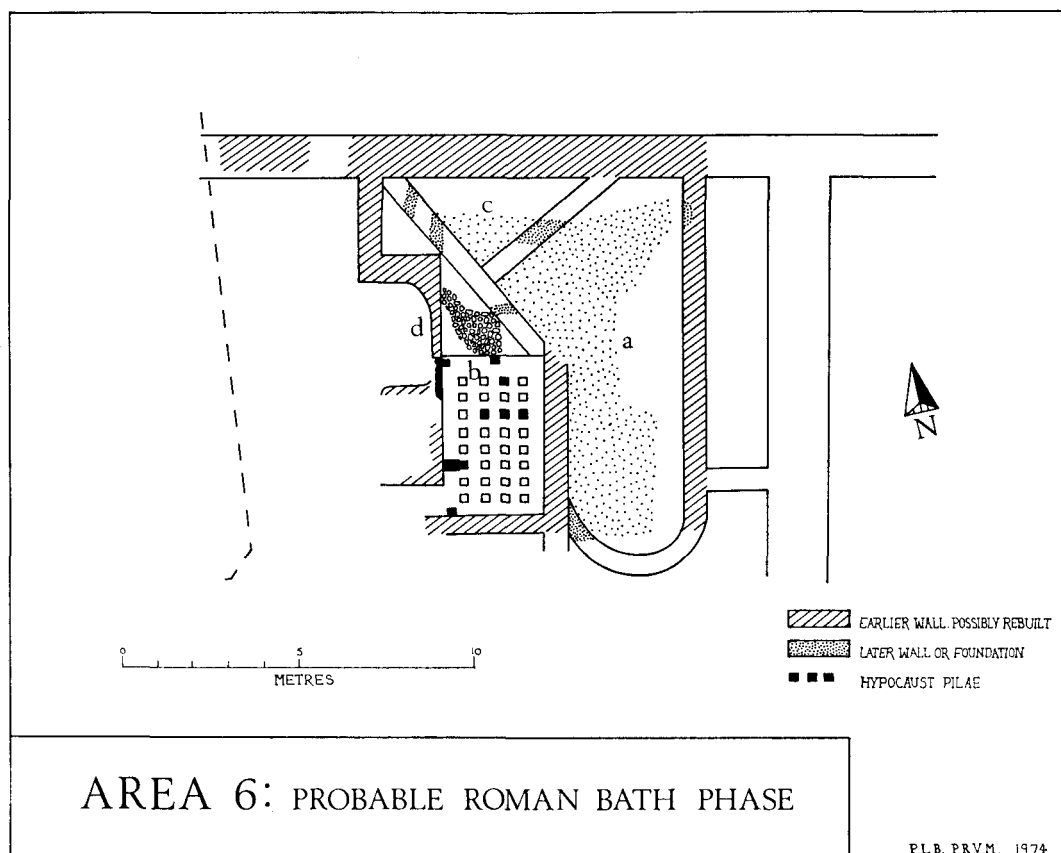 c
d
a
b
N
0 5 10
METRES
EARLIER WALL POSSIBLY REBUILT
LATER WALL OR FOUNDATION
HYPOCAUST PILAE
AREA 6: PROBABLE ROMAN BATH PHASE
P.L.B. P.R.V.M. 1974